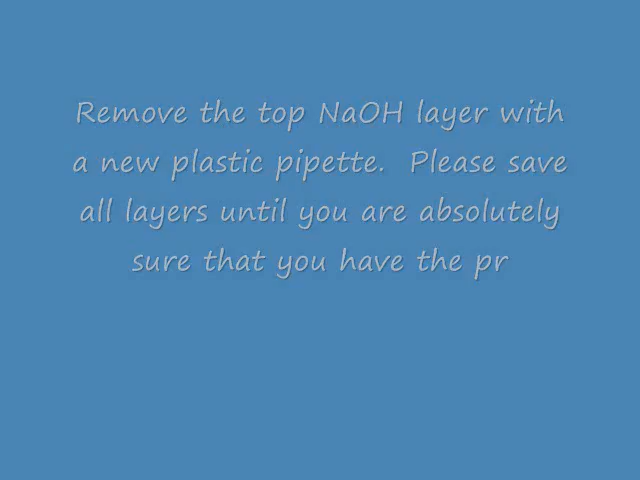 Remove the top NaOH layer with
a new plastic pipette.  Please save
all layers until you are absolutely
sure that you have the pr